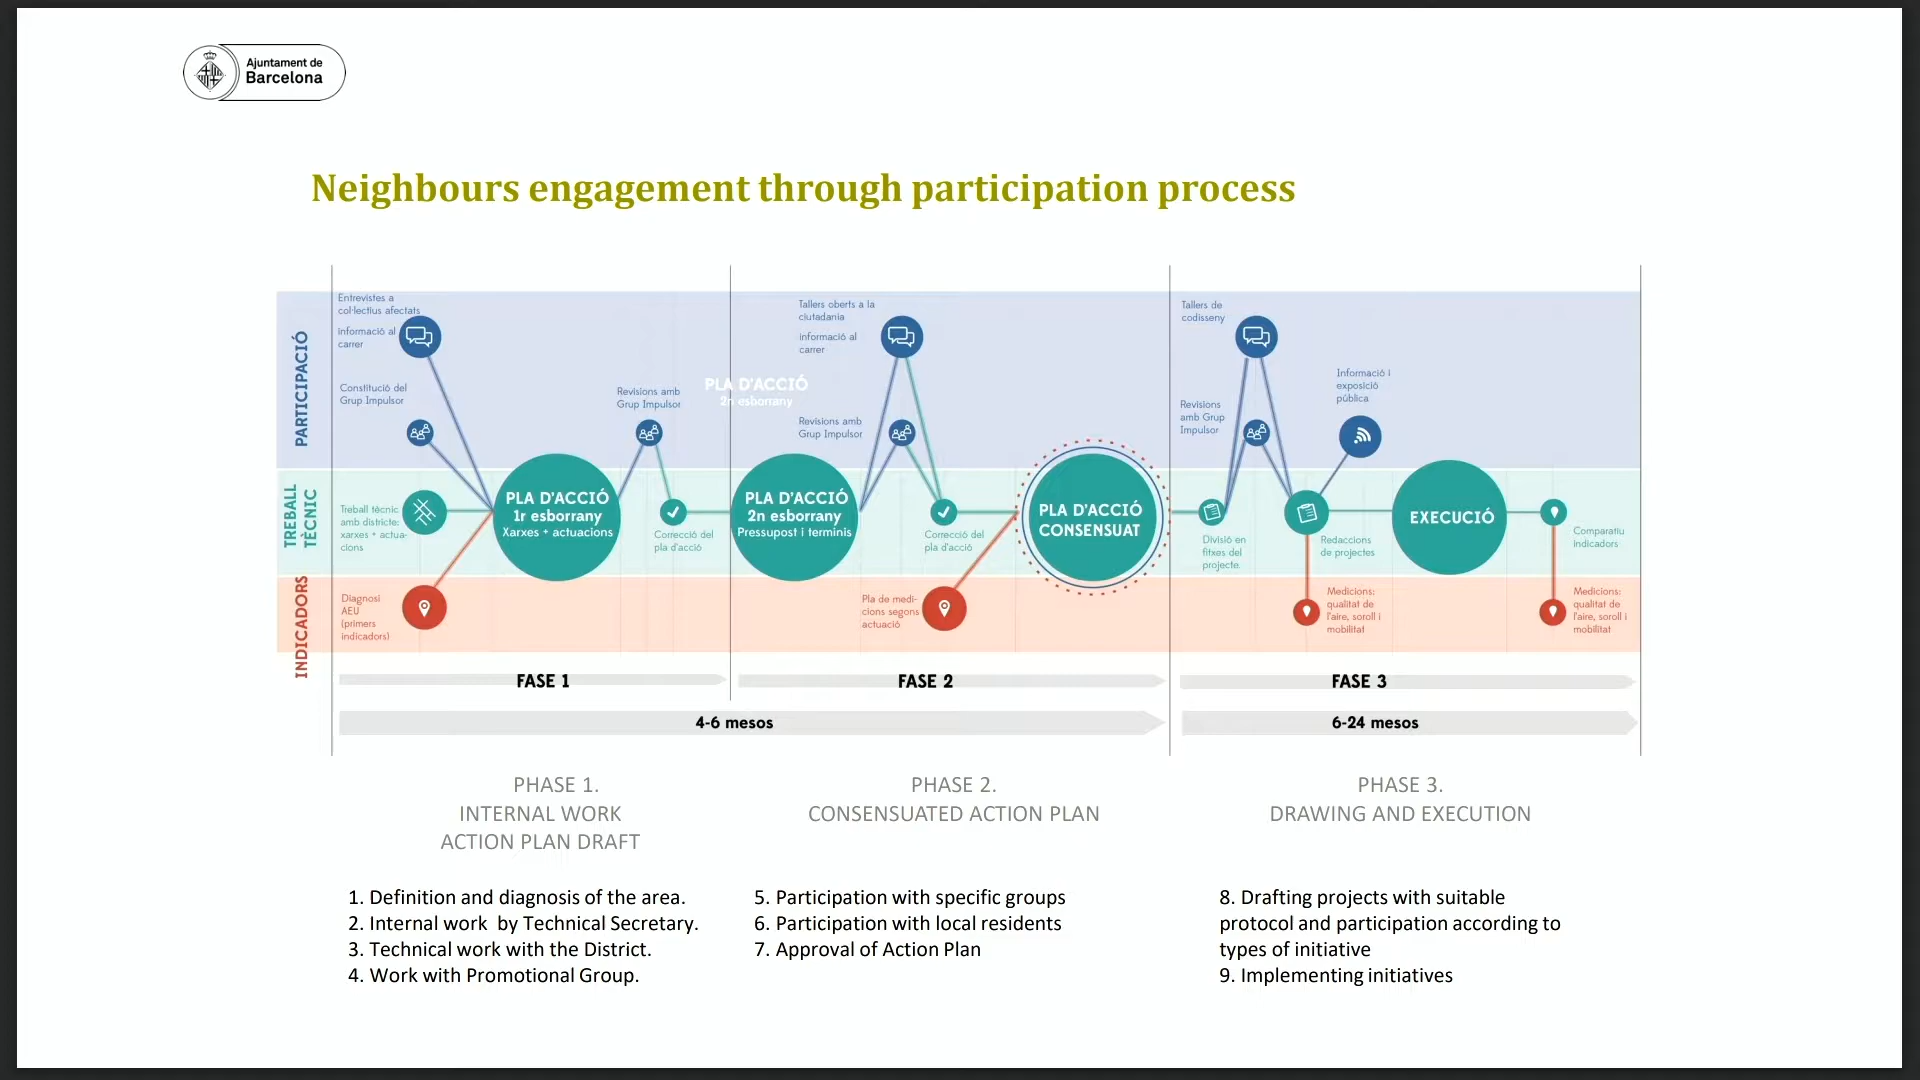 Ajuntament de
Barcelona
Neighbours engagement through participation process
PARTICIPACIÓ
Entrevistes a
col·lectius afectats
informació al
carrer
Constitució del
Grup Impulsor
Revisions amb
Grup Impulsor
PLA D'ACCIÓ
2n esborrany
Tallers oberts a la
ciutadania
informació al
carrer
Revisions amb
Grup Impulsor
Tallers de
codisseny
Revisions
amb Grup
Impulsor
Informació i
exposició
pública
TREBALL
TÈCNIC
Treball tècnic
amb districte:
xarxes + actua-
cions
PLA D'ACCIÓ
1r esborrany
Xarxes + actuacions
Correcció del
pla d'acció
PLA D'ACCIÓ
2n esborrany
Pressupost i terminis
Correcció del
pla d'acció
PLA D'ACCIÓ
CONSENSUAT
Divisió en
fitxes del
projecte.
Redaccions
de projectes
EXECUCIÓ
Comparatiu
indicadors
INDICADORS
Diagnosi
AEU
(primers
indicadors)
Pla de medi-
cions segons
actuació
Medicions:
qualitat de
l'aire, soroll i
mobilitat
Medicions:
qualitat de
l'aire, soroll i
mobilitat
FASE 1
FASE 2
FASE 3
4-6 mesos
6-24 mesos
PHASE 1.
INTERNAL WORK
ACTION PLAN DRAFT
PHASE 2.
CONSENSUATED ACTION PLAN
PHASE 3.
DRAWING AND EXECUTION
1. Definition and diagnosis of the area.
2. Internal work  by Technical Secretary.
3. Technical work with the District.
4. Work with Promotional Group.
5. Participation with specific groups
6. Participation with local residents
7. Approval of Action Plan
8. Drafting projects with suitable
protocol and participation according to
types of initiative
9. Implementing initiatives